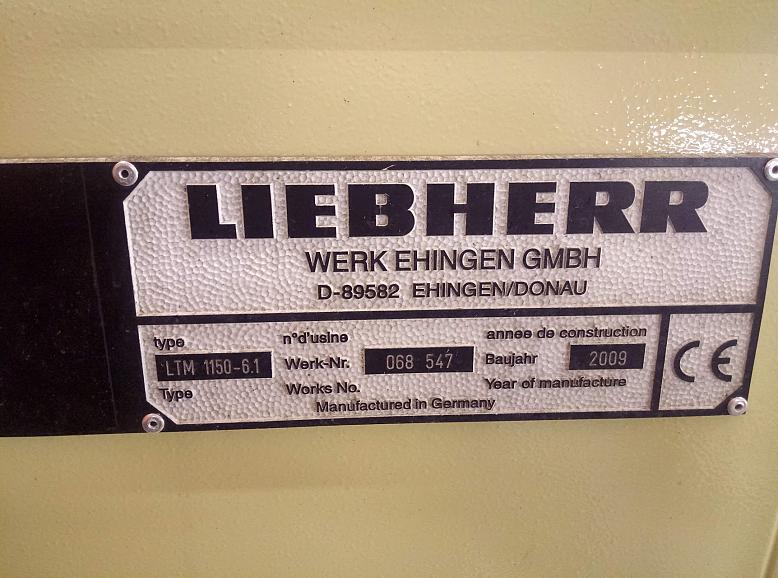 LIEBHERR
WERK EHINGEN GMBH
D-89582 EHINGEN/DONAU
type n°d'usine annee de construction
LTM 1150-6.1 Werk-Nr. 068 547 Baujahr 2009
Type Works No. Year of manufacture
Manufactured in Germany
CE